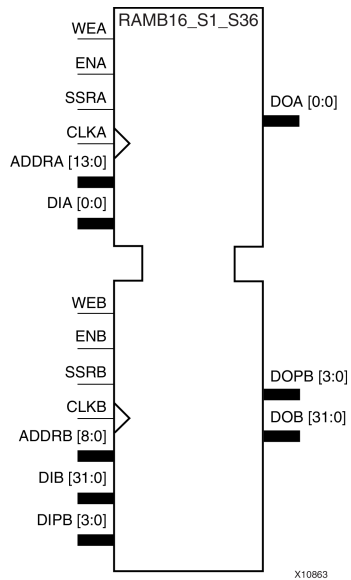 RAMB16_S1_S36
WEA
ENA
SSRA
CLKA
ADDRA [13:0]
DIA [0:0]
DOA [0:0]
WEB
ENB
SSRB
CLKB
ADDRB [8:0]
DIB [31:0]
DIPB [3:0]
DOPB [3:0]
DOB [31:0]
X10863